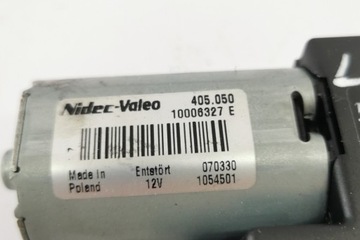 Nidec-Valeo 405.050
10006327 E
Made in Entstört 070330
Poland 12V 1054501